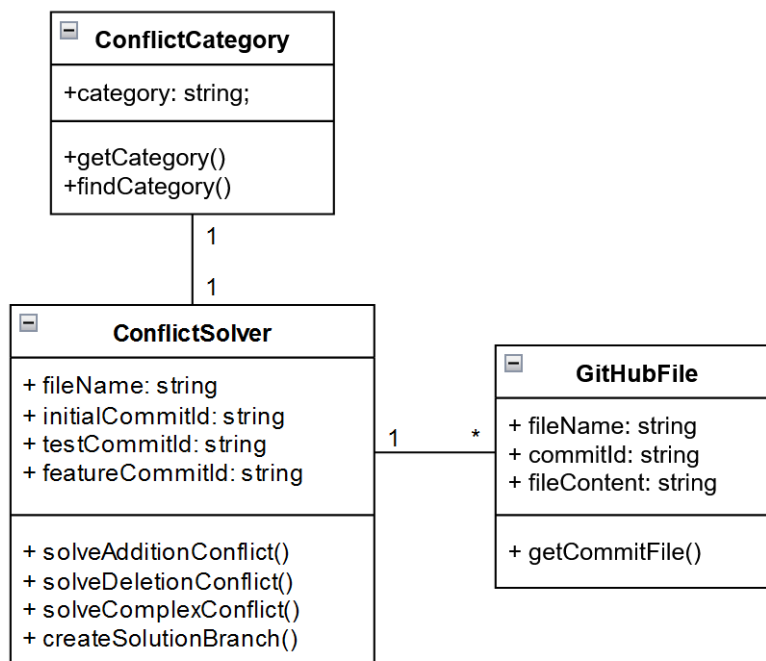 ConflictCategory
+category: string;
+getCategory()
+findCategory()
1
1
ConflictSolver
+ fileName: string
+ initialCommitId: string
+ testCommitId: string
+ featureCommitId: string
+ solveAdditionConflict()
+ solveDeletionConflict()
+ solveComplexConflict()
+ createSolutionBranch()
1
*
GitHubFile
+ fileName: string
+ commitId: string
+ fileContent: string
+ getCommitFile()